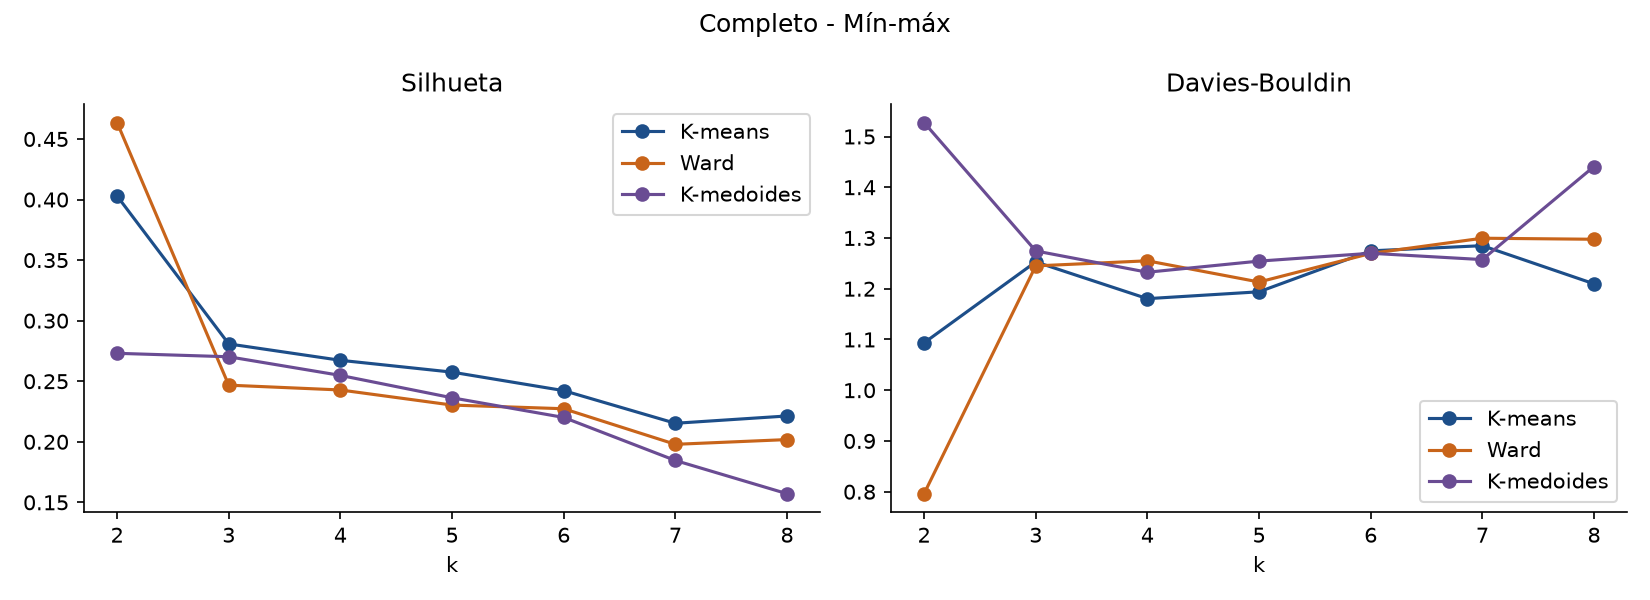 Completo - Mín-máx
Silhueta
0.45
0.40
0.35
0.30
0.25
0.20
0.15
2 3 4 5 6 7 8
k
K-means
Ward
K-medoides
Davies-Bouldin
1.5
1.4
1.3
1.2
1.1
1.0
0.9
0.8
2 3 4 5 6 7 8
k
K-means
Ward
K-medoides